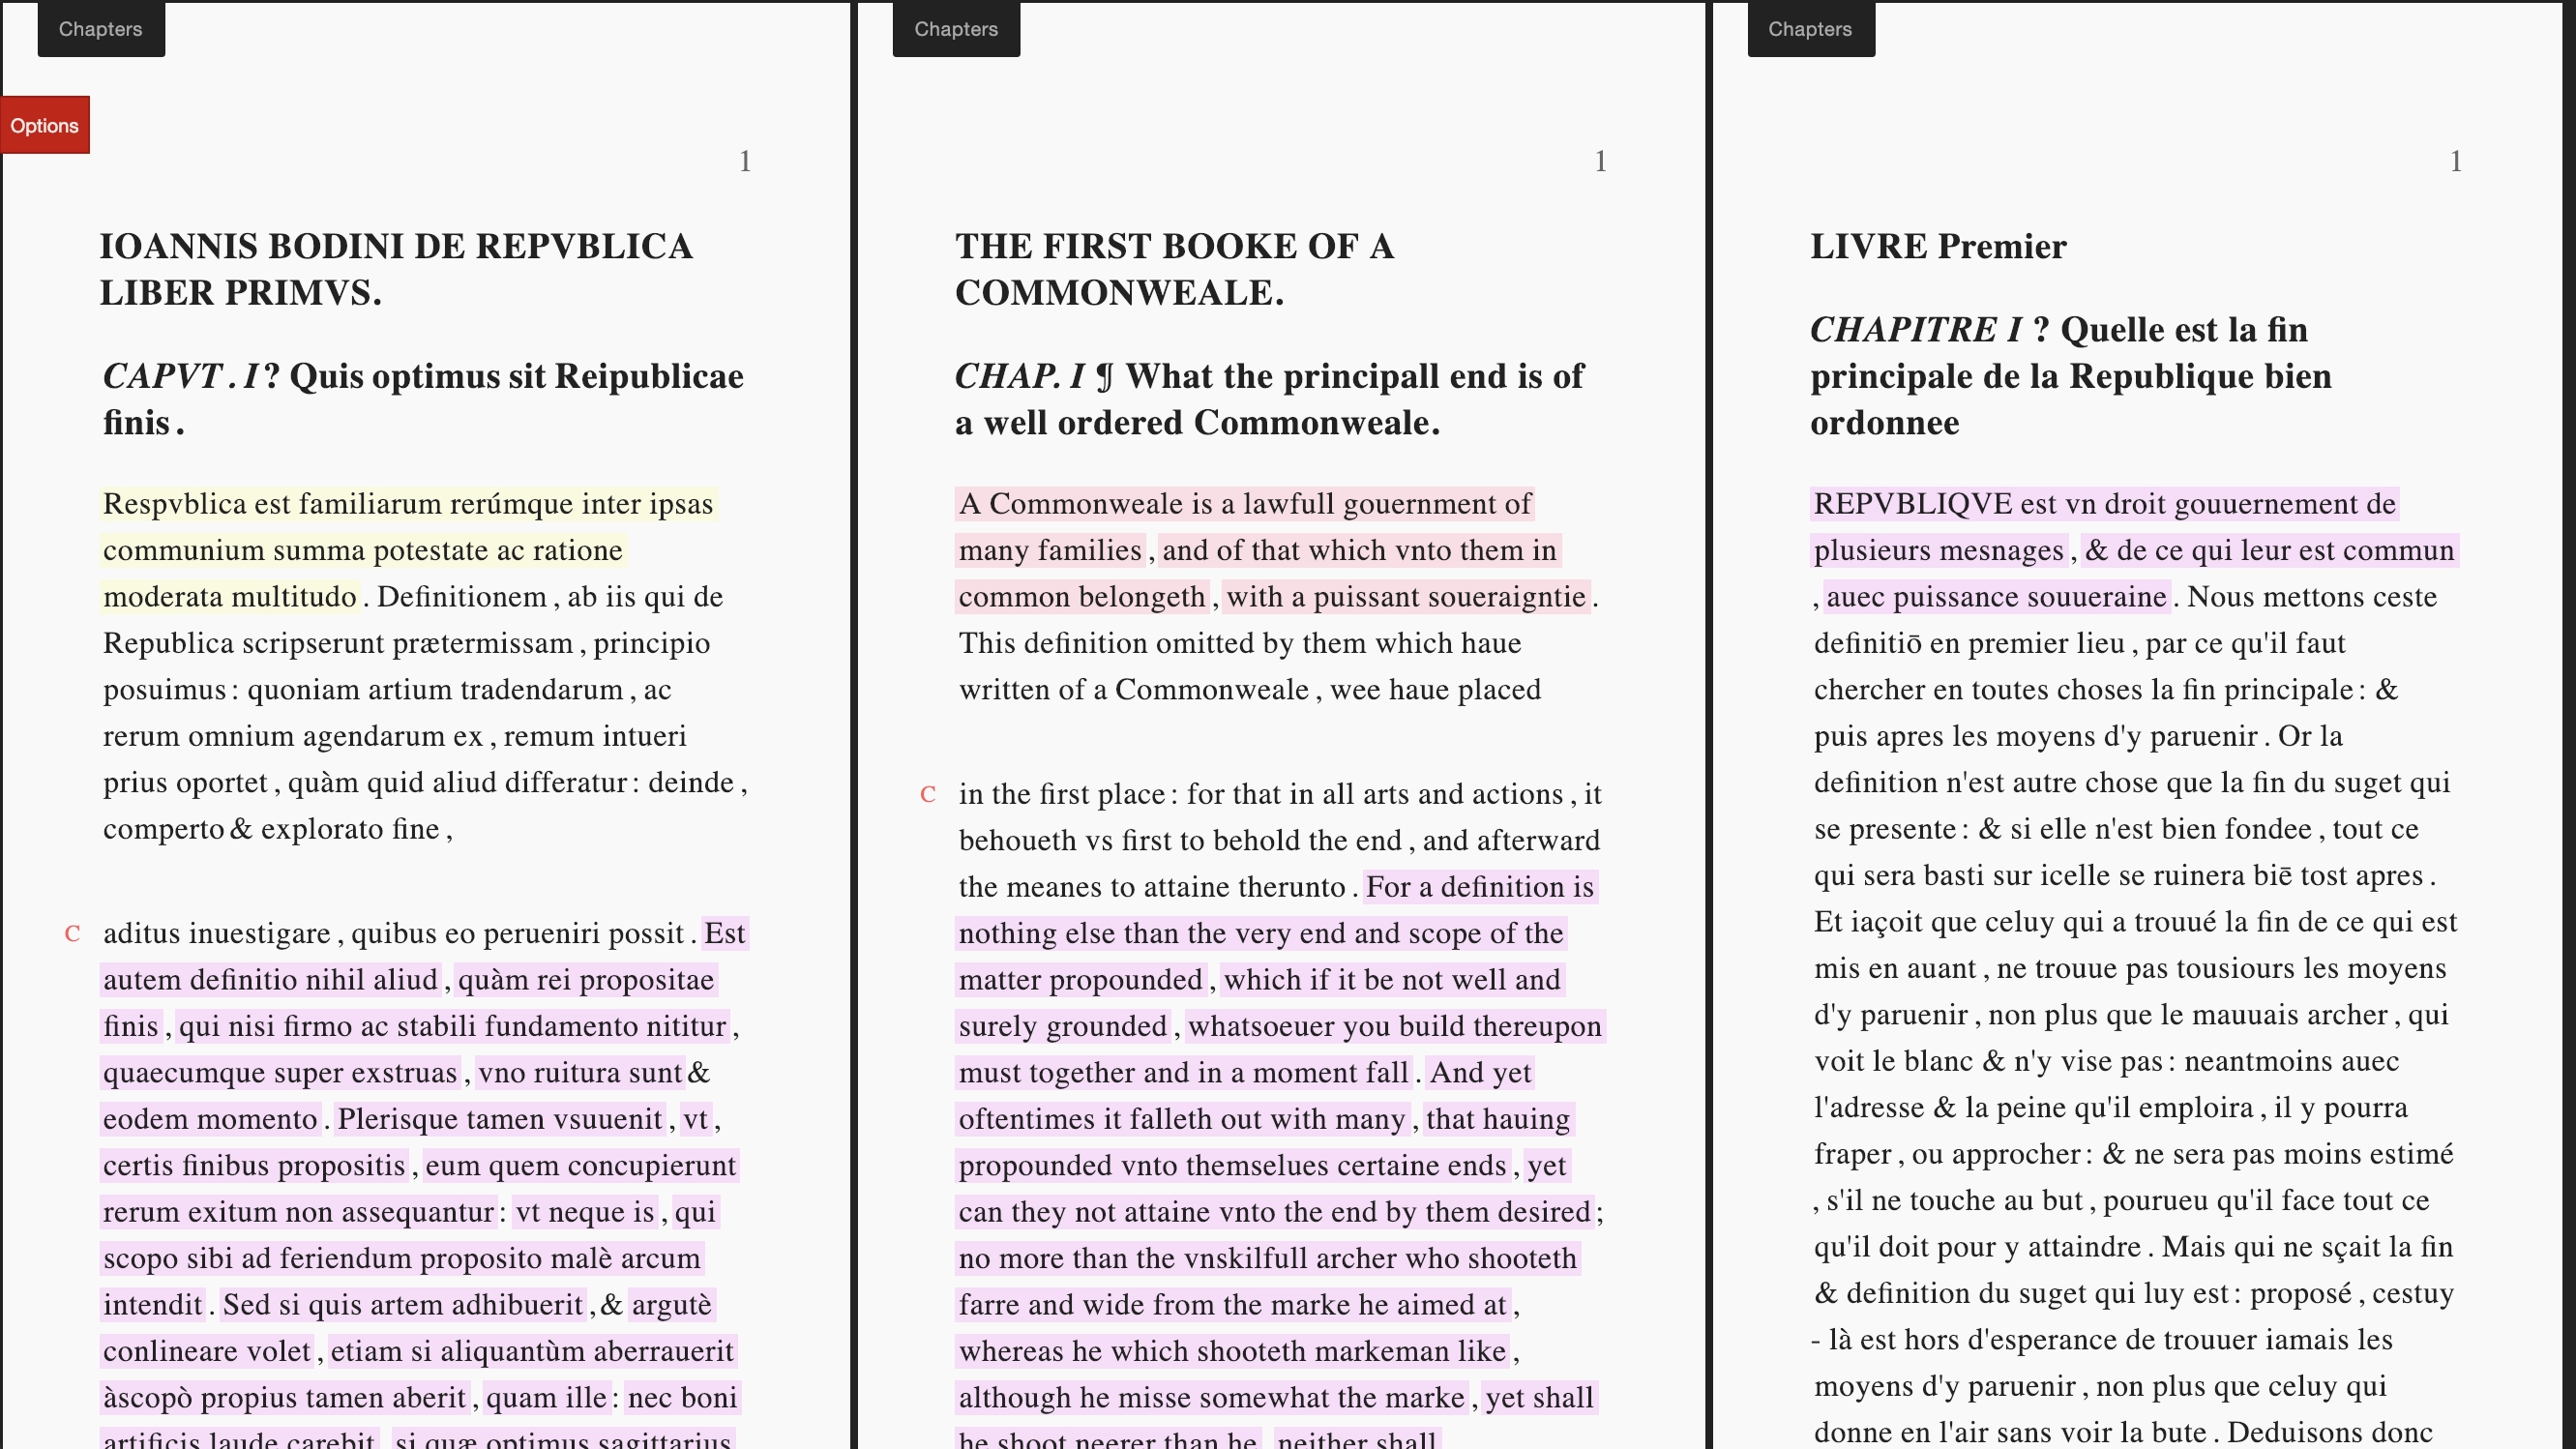 Chapters
Options
1
IOANNIS BODINI DE REPVBLICA
LIBER PRIMVS.
CAPVT . I ? Quis optimus sit Reipublicae
finis .
Respvblica est familiarum rerúmque inter ipsas
communium summa potestate ac ratione
moderata multitudo . Definitionem , ab iis qui de
Republica scripserunt prætermissam , principio
posuimus : quoniam artium tradendarum , ac
rerum omnium agendarum ex , remum intueri
prius oportet , quàm quid aliud differatur : deinde ,
comperto & explorato fine ,
C aditus inuestigare , quibus eo perueniri possit . Est
autem definitio nihil aliud , quàm rei propositae
finis , qui nisi firmo ac stabili fundamento nititur ,
quaecumque super exstruas , vno ruitura sunt &
eodem momento . Plerisque tamen vsuuenit , vt ,
certis finibus propositis , eum quem concupierunt
rerum exitum non assequantur : vt neque is , qui
scopo sibi ad feriendum proposito malè arcum
intendit . Sed si quis artem adhibuerit , & argutè
conlineare volet , etiam si aliquantùm aberrauerit
àscopò propius tamen aberit , quam ille : nec boni
artificis laude carebit , si quæ optimus sagittarius
Chapters
1
THE FIRST BOOKE OF A
COMMONWEALE.
CHAP. I ¶ What the principall end is of
a well ordered Commonweale.
A Commonweale is a lawfull gouernment of
many families , and of that which vnto them in
common belongeth , with a puissant soueraigntie .
This definition omitted by them which haue
written of a Commonweale , wee haue placed
C in the first place : for that in all arts and actions , it
behoueth vs first to behold the end , and afterward
the meanes to attaine therunto . For a definition is
nothing else than the very end and scope of the
matter propounded , which if it be not well and
surely grounded , whatsoeuer you build thereupon
must together and in a moment fall . And yet
oftentimes it falleth out with many , that hauing
propounded vnto themselues certaine ends , yet
can they not attaine vnto the end by them desired ;
no more than the vnskilfull archer who shooteth
farre and wide from the marke he aimed at ,
whereas he which shooteth markeman like ,
although he misse somewhat the marke , yet shall
he shoot neerer than he , neither shall
Chapters
1
LIVRE Premier
CHAPITRE I ? Quelle est la fin
principale de la Republique bien
ordonnee
REPVBLIQVE est vn droit gouuernement de
plusieurs mesnages , & de ce qui leur est commun
, auec puissance souueraine . Nous mettons ceste
definitiō en premier lieu , par ce qu'il faut
chercher en toutes choses la fin principale : &
puis apres les moyens d'y paruenir . Or la
definition n'est autre chose que la fin du suget qui
se presente : & si elle n'est bien fondee , tout ce
qui sera basti sur icelle se ruinera biē tost apres .
Et iaçoit que celuy qui a trouué la fin de ce qui est
mis en auant , ne trouue pas tousiours les moyens
d'y paruenir , non plus que le mauuais archer , qui
voit le blanc & n'y vise pas : neantmoins auec
l'adresse & la peine qu'il emploira , il y pourra
fraper , ou approcher : & ne sera pas moins estimé
, s'il ne touche au but , pourueu qu'il face tout ce
qu'il doit pour y attaindre . Mais qui ne sçait la fin
& definition du suget qui luy est : proposé , cestuy
- là est hors d'esperance de trouuer iamais les
moyens d'y paruenir , non plus que celuy qui
donne en l'air sans voir la bute . Deduisons donc